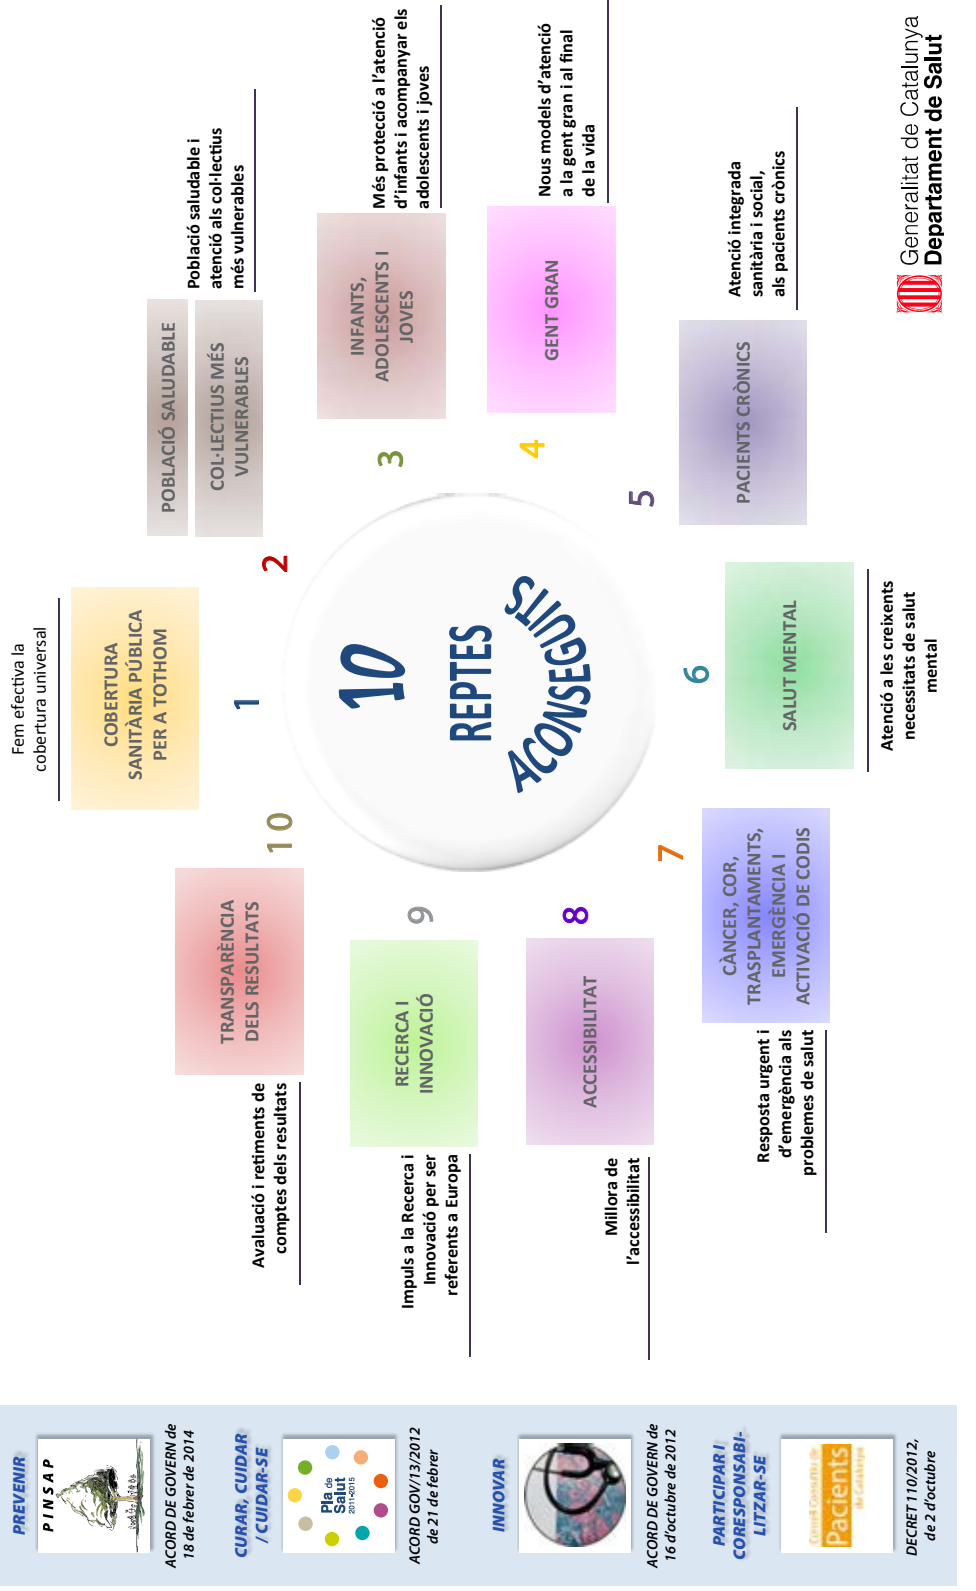 PREVENIR
PINSAP
ACORD DE GOVERN de
18 de febrer de 2014
CURAR, CUIDAR
/ CUIDAR-SE
Pla de
Salut
2011-2015
ACORD GOV/13/2012
de 21 de febrer
INNOVAR
ACORD DE GOVERN de
16 d'octubre de 2012
PARTICIPAR I
CORESPONSABI-
LITZAR-SE
Consell Consultiu de
Pacients
de Catalunya
DECRET 110/2012,
de 2 d'octubre
10
REPTES
ACONSEGUITS
Fem efectiva la
cobertura universal
COBERTURA
SANITÀRIA PÚBLICA
PER A TOTHOM
1
2
POBLACIÓ SALUDABLE
COL·LECTIUS MÉS
VULNERABLES
Població saludable i
atenció als col·lectius
més vulnerables
3
INFANTS,
ADOLESCENTS I
JOVES
Més protecció a l'atenció
d'infants i acompanyar els
adolescents i joves
4
GENT GRAN
Nous models d'atenció
a la gent gran i al final
de la vida
5
PACIENTS CRÒNICS
Atenció integrada
sanitària i social,
als pacients crònics
6
SALUT MENTAL
Atenció a les creixents
necessitats de salut
mental
7
CÀNCER, COR,
TRASPLANTAMENTS,
EMERGÈNCIA I
ACTIVACIÓ DE CODIS
Resposta urgent i
d'emergència als
problemes de salut
8
ACCESSIBILITAT
Millora de
l'accessibilitat
9
RECERCA I
INNOVACIÓ
Impuls a la Recerca i
Innovació per ser
referents a Europa
10
TRANSPARÈNCIA
DELS RESULTATS
Avaluació i retiments de
comptes dels resultats
Generalitat de Catalunya
Departament de Salut